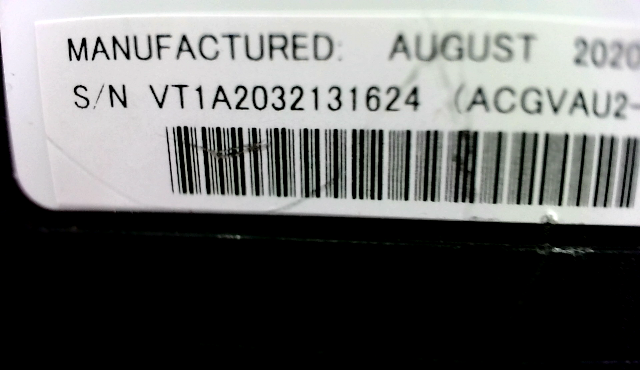 MANUFACTURED: AUGUST 2020
S/N VT1A2032131624 (ACGVAU2-